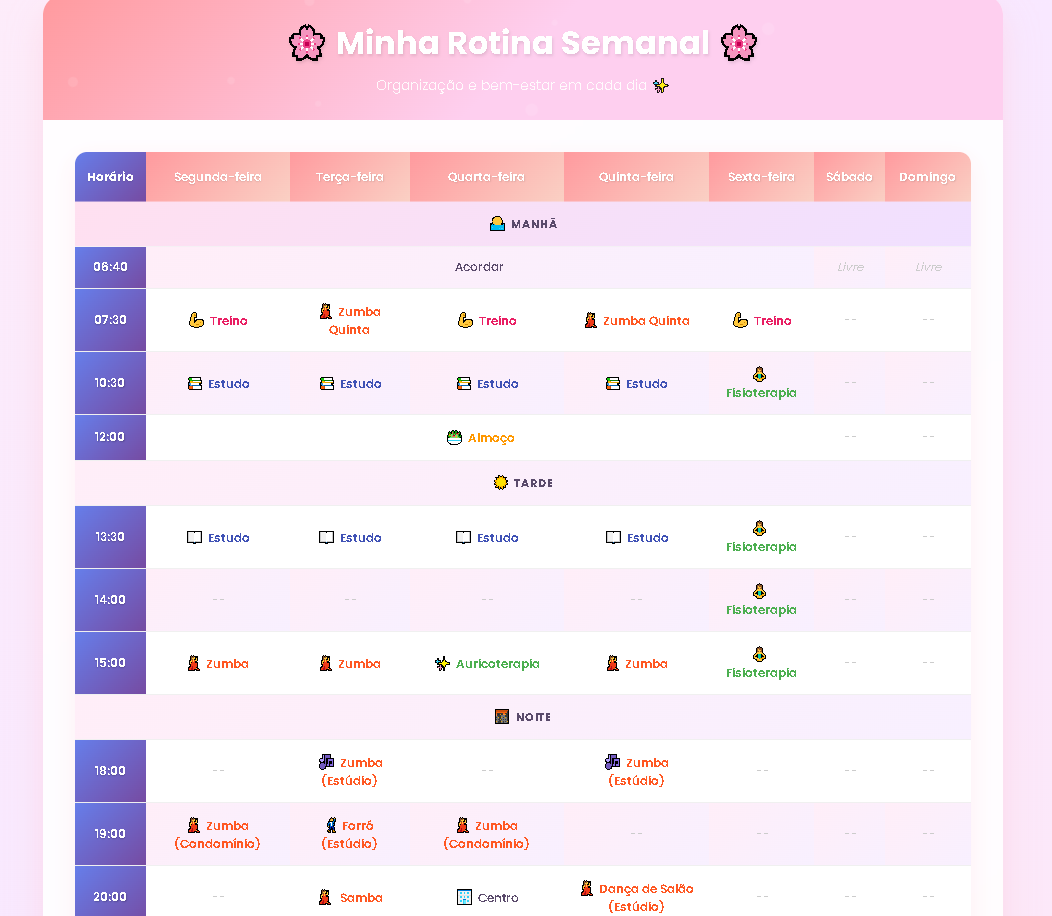 Minha Rotina Semanal
Organização e bem-estar em cada dia
Horário Segunda-feira Terça-feira Quarta-feira Quinta-feira Sexta-feira Sábado Domingo
MANHÃ
06:40 Acordar Livre Livre
07:30 Treino Zumba Quinta Treino Zumba Quinta Treino -- --
10:30 Estudo Estudo Estudo Estudo Fisioterapia -- --
12:00 Almoço -- --
TARDE
13:30 Estudo Estudo Estudo Estudo Fisioterapia -- --
14:00 -- -- -- -- Fisioterapia -- --
15:00 Zumba Zumba Auricoterapia Zumba Fisioterapia -- --
NOITE
18:00 -- Zumba (Estúdio) -- Zumba (Estúdio) -- -- --
19:00 Zumba (Condomínio) Forró (Estúdio) Zumba (Condomínio) -- -- -- --
20:00 -- Samba Centro Dança de Salão (Estúdio) -- -- --